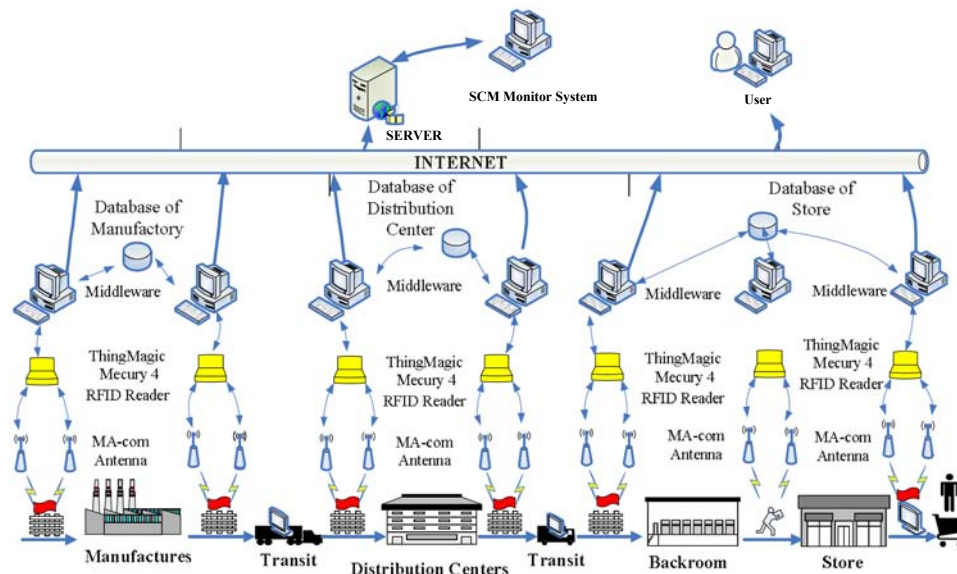 SCM Monitor System
User
SERVER
INTERNET
Database of
Manufactory
Database of
Distribution
Center
Database of
Store
Middleware
Middleware
Middleware
Middleware
ThingMagic
Mecury 4
RFID Reader
ThingMagic
Mecury 4
RFID Reader
ThingMagic
Mecury 4
RFID Reader
ThingMagic
Mecury 4
RFID Reader
MA-com
Antenna
MA-com
Antenna
MA-com
Antenna
MA-com
Antenna
Manufactures
Transit
Distribution Centers
Transit
Backroom
Store